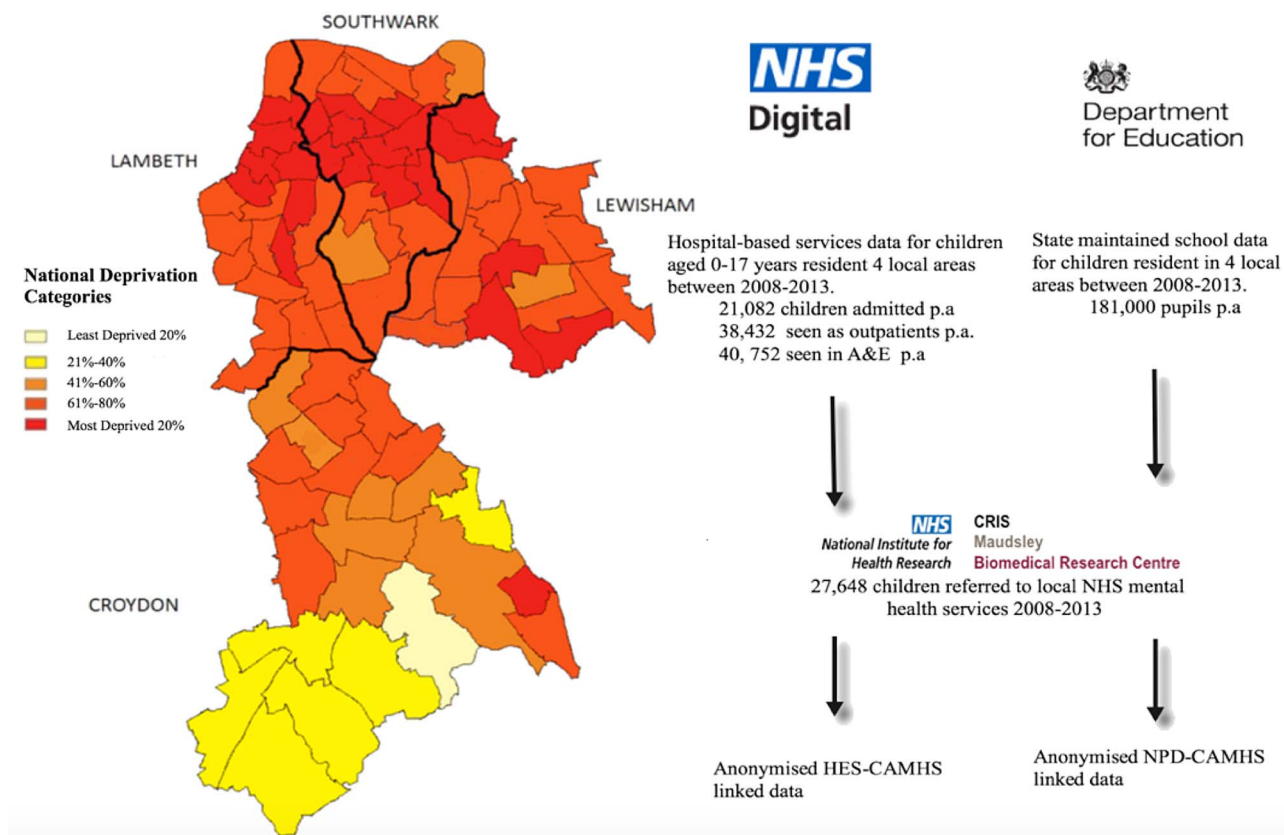 SOUTHWARK
LAMBETH
LEWISHAM
CROYDON
National Deprivation
Categories
Least Deprived 20%
21%-40%
41%-60%
61%-80%
Most Deprived 20%
NHS
Digital
Department
for Education
Hospital-based services data for children
aged 0-17 years resident 4 local areas
between 2008-2013.
21,082 children admitted p.a
38,432 seen as outpatients p.a.
40, 752 seen in A&E p.a
State maintained school data
for children resident in 4 local
areas between 2008-2013.
181,000 pupils p.a
NHS
National Institute for
Health Research
CRIS
Maudsley
Biomedical Research Centre
27,648 children referred to local NHS mental
health services 2008-2013
Anonymised HES-CAMHS
linked data
Anonymised NPD-CAMHS
linked data